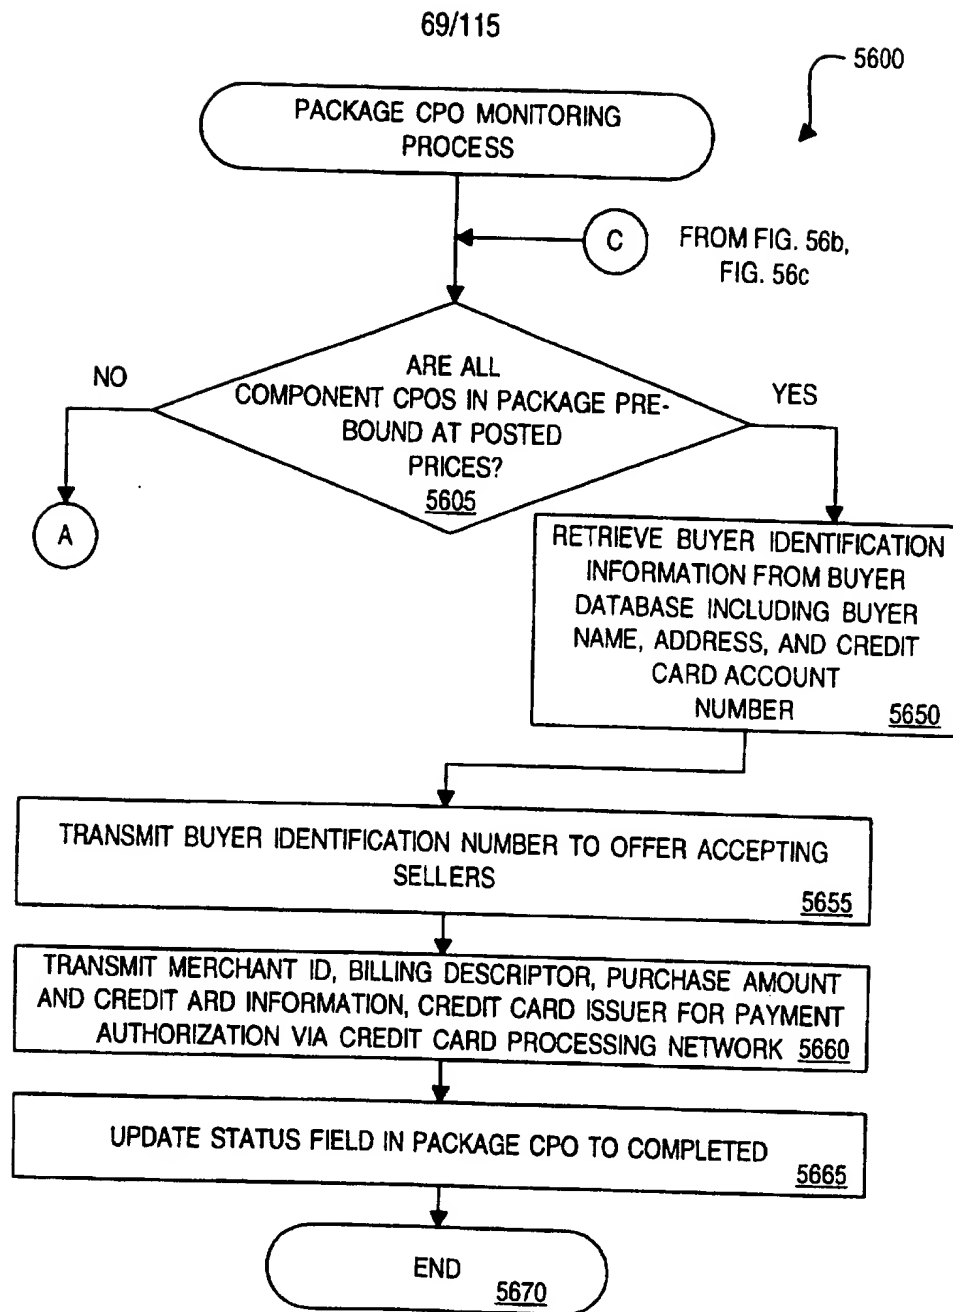 69/115
5600
PACKAGE CPO MONITORING
PROCESS
C
FROM FIG. 56b,
FIG. 56c
NO
ARE ALL
COMPONENT CPOS IN PACKAGE PRE-
BOUND AT POSTED
PRICES?
5605
YES
A
RETRIEVE BUYER IDENTIFICATION
INFORMATION FROM BUYER
DATABASE INCLUDING BUYER
NAME, ADDRESS, AND CREDIT
CARD ACCOUNT
NUMBER 5650
TRANSMIT BUYER IDENTIFICATION NUMBER TO OFFER ACCEPTING
SELLERS
5655
TRANSMIT MERCHANT ID, BILLING DESCRIPTOR, PURCHASE AMOUNT
AND CREDIT ARD INFORMATION, CREDIT CARD ISSUER FOR PAYMENT
AUTHORIZATION VIA CREDIT CARD PROCESSING NETWORK 5660
UPDATE STATUS FIELD IN PACKAGE CPO TO COMPLETED
5665
END
5670